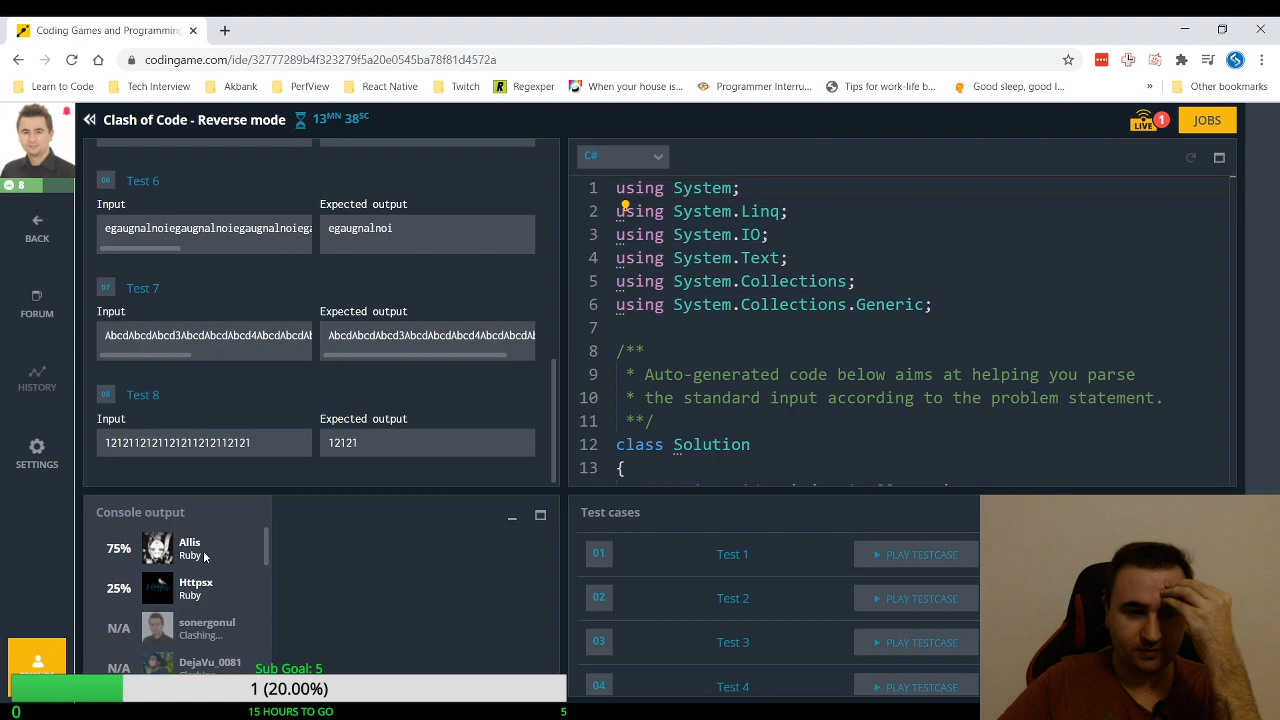 Coding Games and Programming
codingame.com/ide/32777289b4f323279f5a20e0545fb78f81d4572a
Learn to Code
Tech Interview
Akbank
PerfView
React Native
Twitch
Regexper
When your house is...
Programmer Interru...
Tips for work-life b...
Good sleep, good l...
»
Other bookmarks
Clash of Code - Reverse mode
13MN 38SC
LIVE
1
JOBS
8
BACK
FORUM
HISTORY
SETTINGS
06 Test 6
Input
Expected output
egaugnalnoiegaugnalnoiegaugnalnoiega
egaugnalnoi
07 Test 7
Input
Expected output
AbcdAbcdAbcd3AbcdAbcdAbcd4AbcdAbcdAb
AbcdAbcdAbcd3AbcdAbcdAbcd4AbcdAbcdAb
08 Test 8
Input
Expected output
12121
C#
1 using System;
2 using System.Linq;
3 using System.IO;
4 using System.Text;
5 using System.Collections;
6 using System.Collections.Generic;
7
8 /**
9 * Auto-generated code below aims at helping you parse
10 * the standard input according to the problem statement.
11 **/
12 class Solution
13 {
Console output
75% Allis
Ruby
25% Httpsx
Ruby
N/A sonergonul
Clashing...
N/A DejaVu_0081
Test cases
01 Test 1 PLAY TESTCASE
02 Test 2 PLAY TESTCASE
03 Test 3 PLAY TESTCASE
04 Test 4 PLAY TESTCASE
Sub Goal: 5
1 (20.00%)
0
15 HOURS TO GO
5